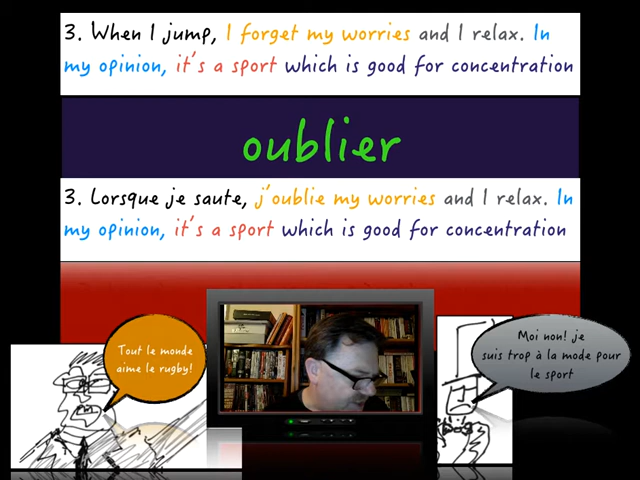 3. When I jump, I forget my worries and I relax. In
my opinion, it's a sport which is good for concentration
oublier
3. Lorsque je saute, j'oublie my worries and I relax. In
my opinion, it's a sport which is good for concentration
Tout le monde
aime le rugby!
Moi non! je
suis trop à la mode pour
le sport